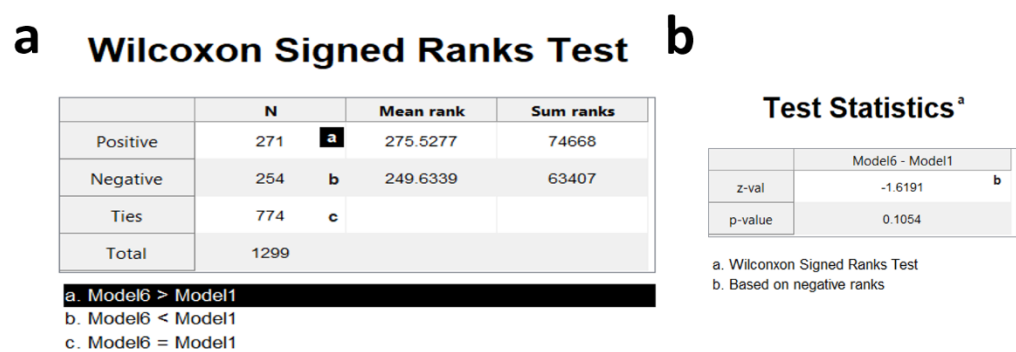 a
Wilcoxon Signed Ranks Test
N Mean rank Sum ranks
Positive 271 a 275.5277 74668
Negative 254 b 249.6339 63407
Ties 774 c
Total 1299
a. Model6 > Model1
b. Model6 < Model1
c. Model6 = Model1
b
Test Statistics a
Model6 - Model1
z-val -1.6191 b
p-value 0.1054
a. Wilconxon Signed Ranks Test
b. Based on negative ranks